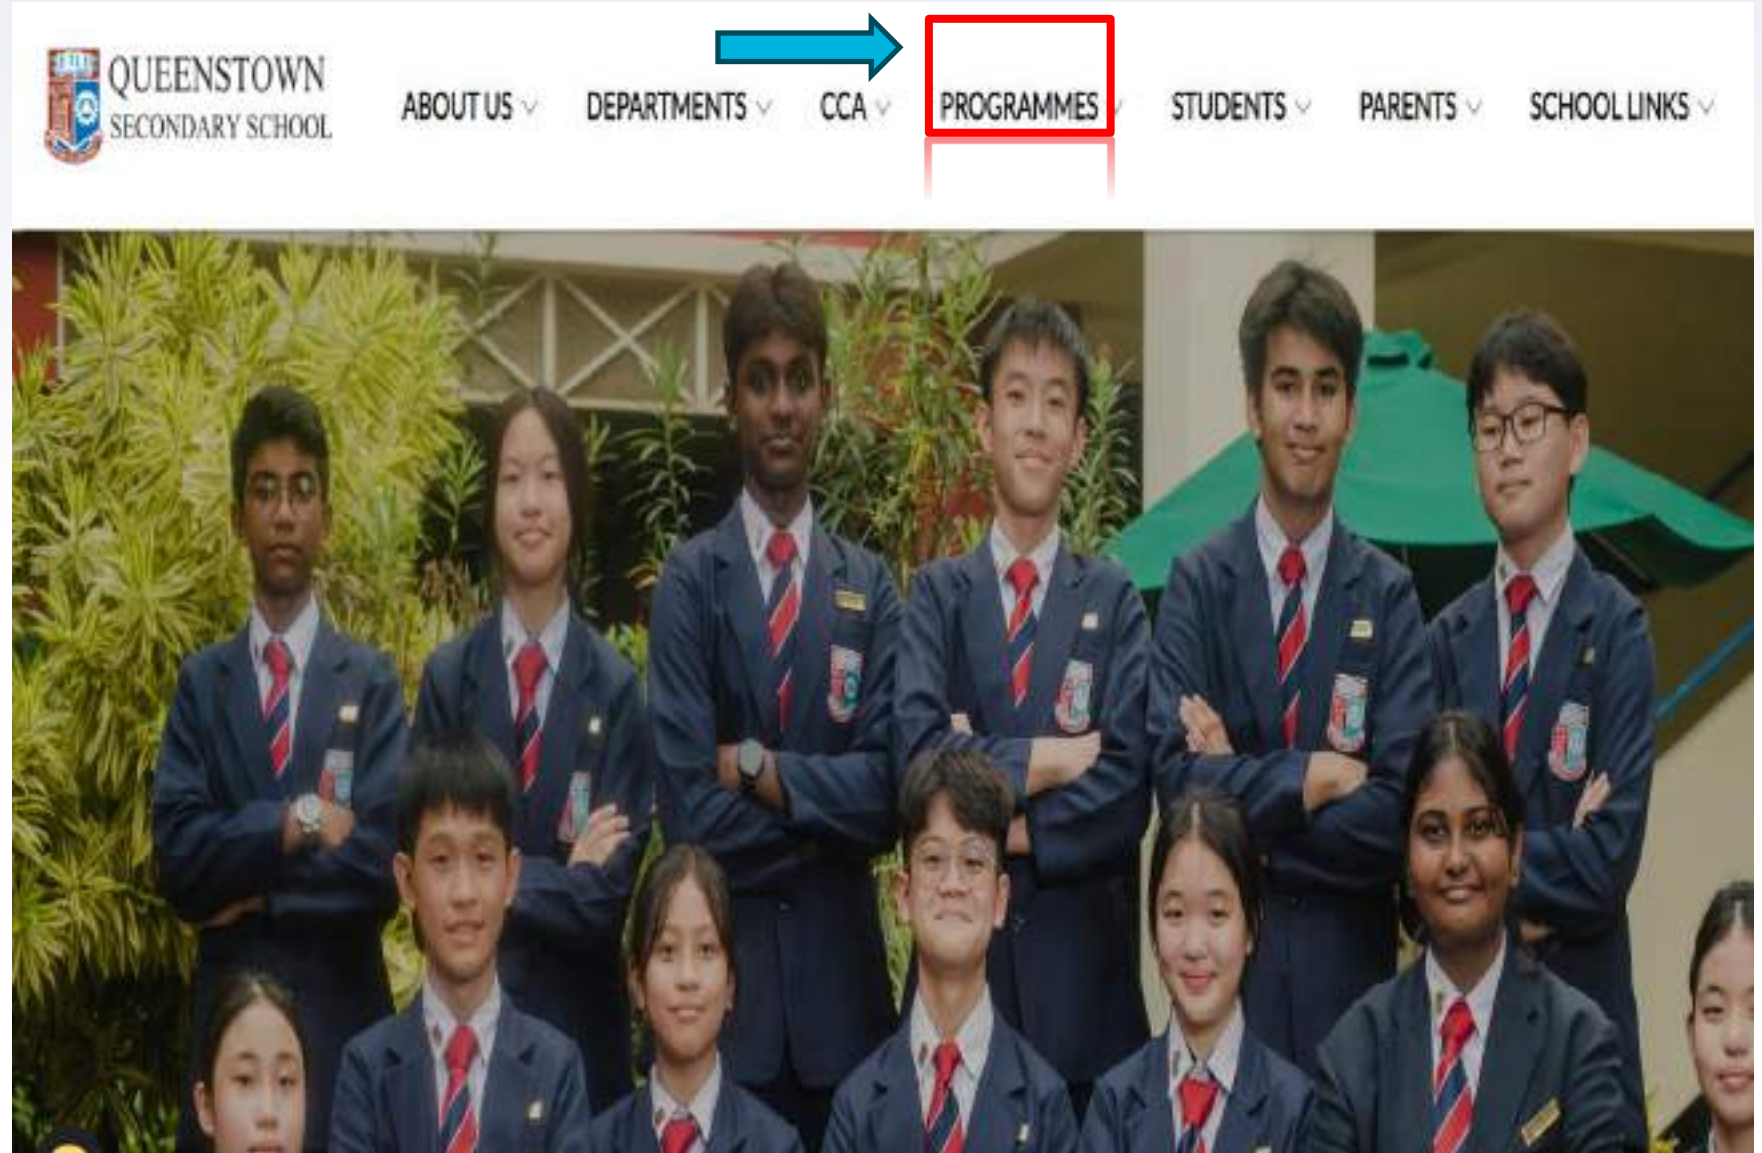 QUEENSTOWN
SECONDARY SCHOOL
ABOUT US
DEPARTMENTS
CCA
PROGRAMMES
STUDENTS
PARENTS
SCHOOL LINKS